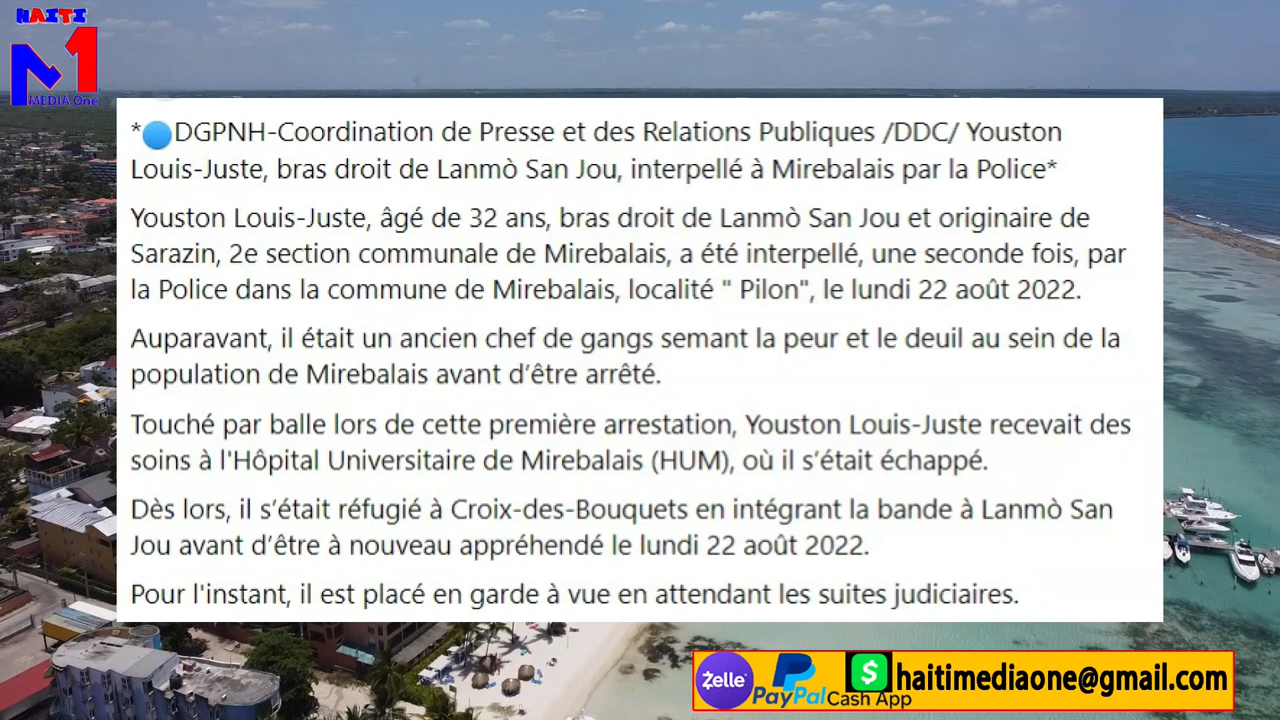 HAITI
M1
MEDIA One
*🔵DGPNH-Coordination de Presse et des Relations Publiques /DDC/ Youston
Louis-Juste, bras droit de Lanmò San Jou, interpellé à Mirebalais par la Police*
Youston Louis-Juste, âgé de 32 ans, bras droit de Lanmò San Jou et originaire de
Sarazin, 2e section communale de Mirebalais, a été interpellé, une seconde fois, par
la Police dans la commune de Mirebalais, localité " Pilon", le lundi 22 août 2022.
Auparavant, il était un ancien chef de gangs semant la peur et le deuil au sein de la
population de Mirebalais avant d’être arrêté.
Touché par balle lors de cette première arrestation, Youston Louis-Juste recevait des
soins à l'Hôpital Universitaire de Mirebalais (HUM), où il s’était échappé.
Dès lors, il s’était réfugié à Croix-des-Bouquets en intégrant la bande à Lanmò San
Jou avant d’être à nouveau appréhendé le lundi 22 août 2022.
Pour l'instant, il est placé en garde à vue en attendant les suites judiciaires.
Zelle
PayPal
$
Cash App
haitimediaone@gmail.com